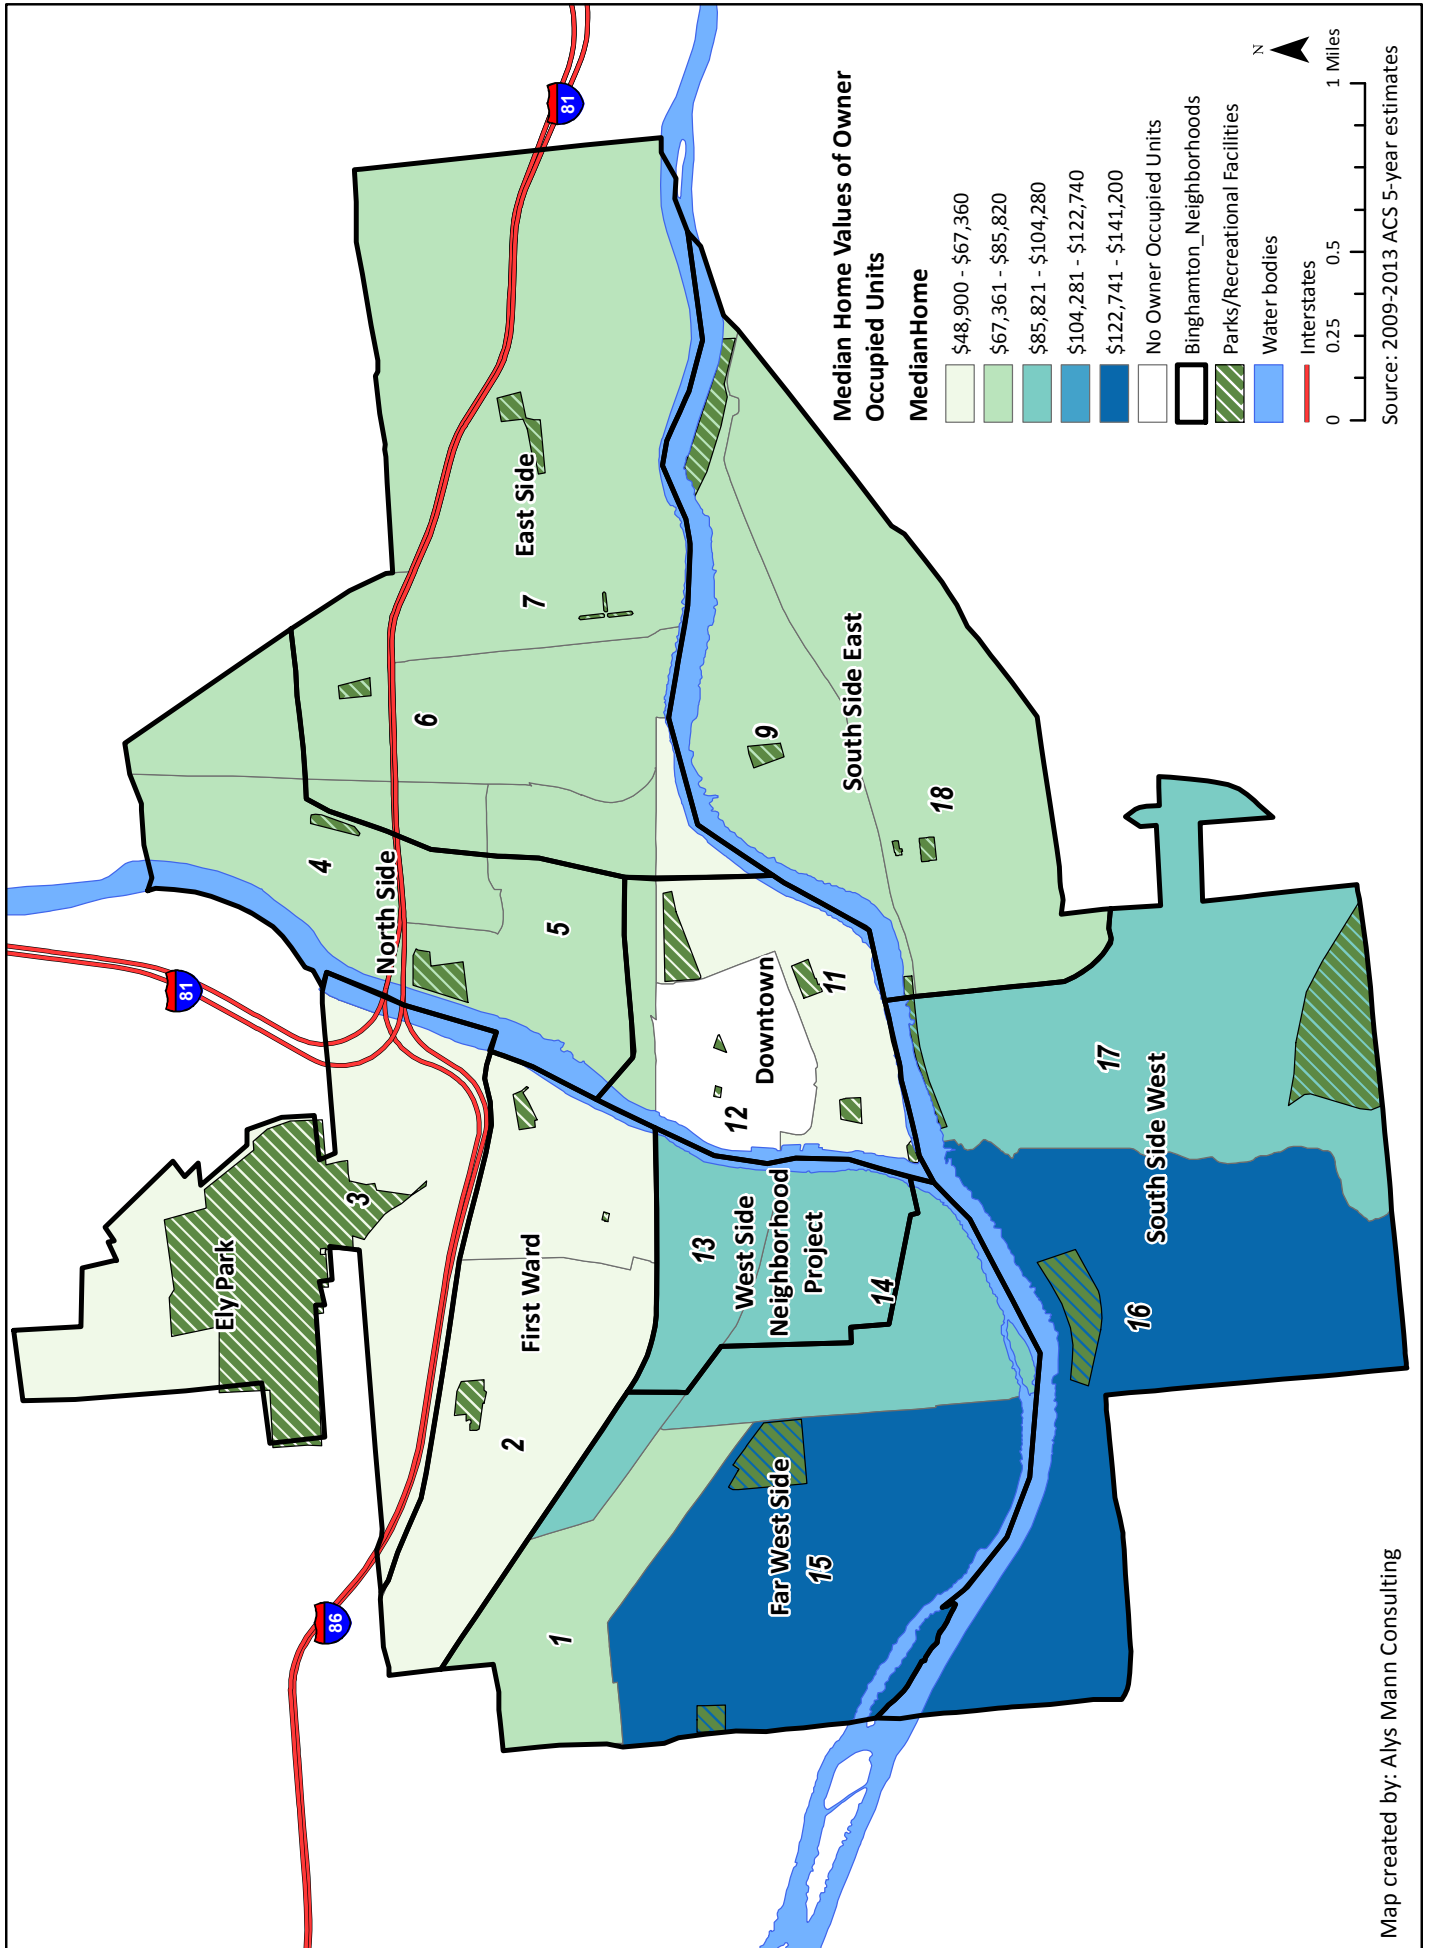 Ely Park
3
North Side
4
81
81
86
6
East Side
7
First Ward
2
5
1
Downtown
12
11
13
West Side
Neighborhood
Project
14
Far West Side
15
South Side East
9
18
South Side West
17
16
Median Home Values of Owner
Occupied Units
MedianHome
$48,900 - $67,360
$67,361 - $85,820
$85,821 - $104,280
$104,281 - $122,740
$122,741 - $141,200
No Owner Occupied Units
Binghamton_Neighborhoods
Parks/Recreational Facilities
Water bodies
Interstates
N
0 0.25 0.5 1 Miles
Source: 2009-2013 ACS 5-year estimates
Map created by: Alys Mann Consulting